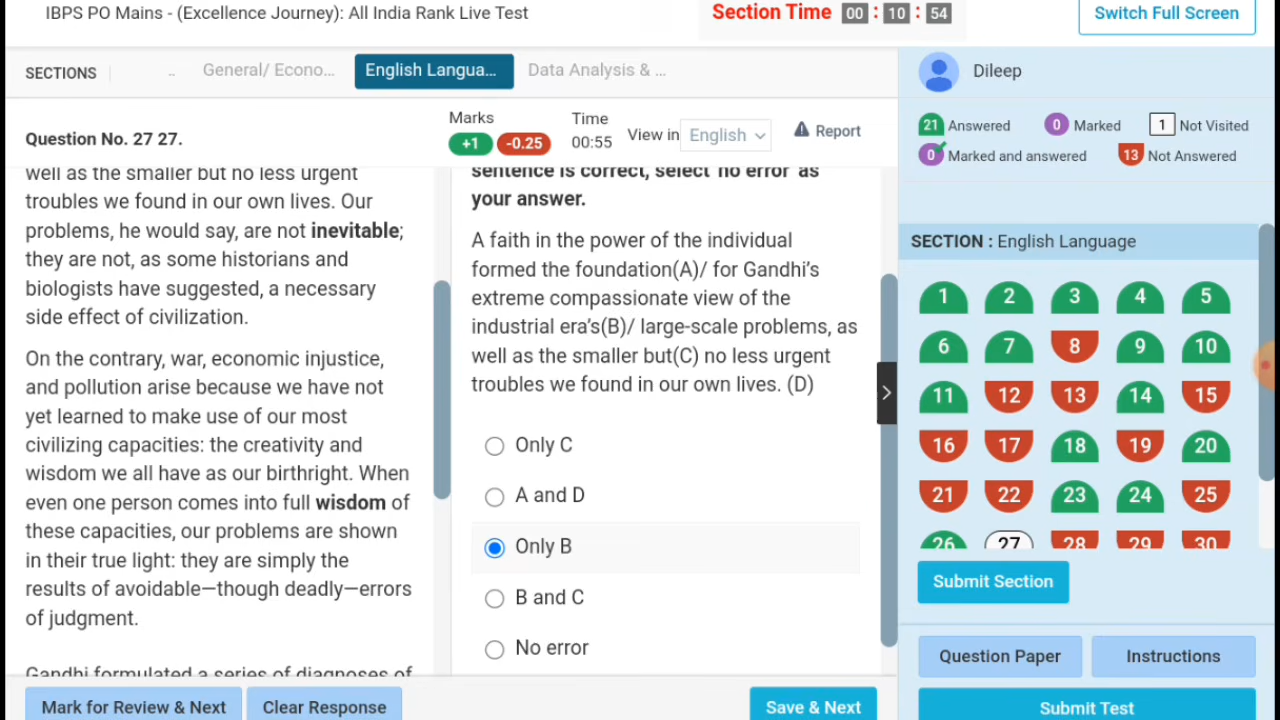 IBPS PO Mains - (Excellence Journey): All India Rank Live Test
Section Time 00 : 10 : 54
Switch Full Screen
SECTIONS
..
General/ Econo...
English Langua...
Data Analysis & ...
Question No. 27 27.
Marks
+1 -0.25
Time
00:55
View in English
Report
well as the smaller but no less urgent
troubles we found in our own lives. Our
problems, he would say, are not inevitable;
they are not, as some historians and
biologists have suggested, a necessary
side effect of civilization.
On the contrary, war, economic injustice,
and pollution arise because we have not
yet learned to make use of our most
civilizing capacities: the creativity and
wisdom we all have as our birthright. When
even one person comes into full wisdom of
these capacities, our problems are shown
in their true light: they are simply the
results of avoidable—though deadly—errors
of judgment.
Gandhi formulated a series of diagnoses of
sentence is correct, select 'no error' as
your answer.
A faith in the power of the individual
formed the foundation(A)/ for Gandhi's
extreme compassionate view of the
industrial era's(B)/ large-scale problems, as
well as the smaller but(C) no less urgent
troubles we found in our own lives. (D)
Only C
A and D
Only B
B and C
No error
Mark for Review & Next
Clear Response
Save & Next
Dileep
21 Answered
0 Marked
1 Not Visited
0 Marked and answered
13 Not Answered
SECTION : English Language
1 2 3 4 5
6 7 8 9 10
11 12 13 14 15
16 17 18 19 20
21 22 23 24 25
26 27 28 29 30
Submit Section
Question Paper
Instructions
Submit Test